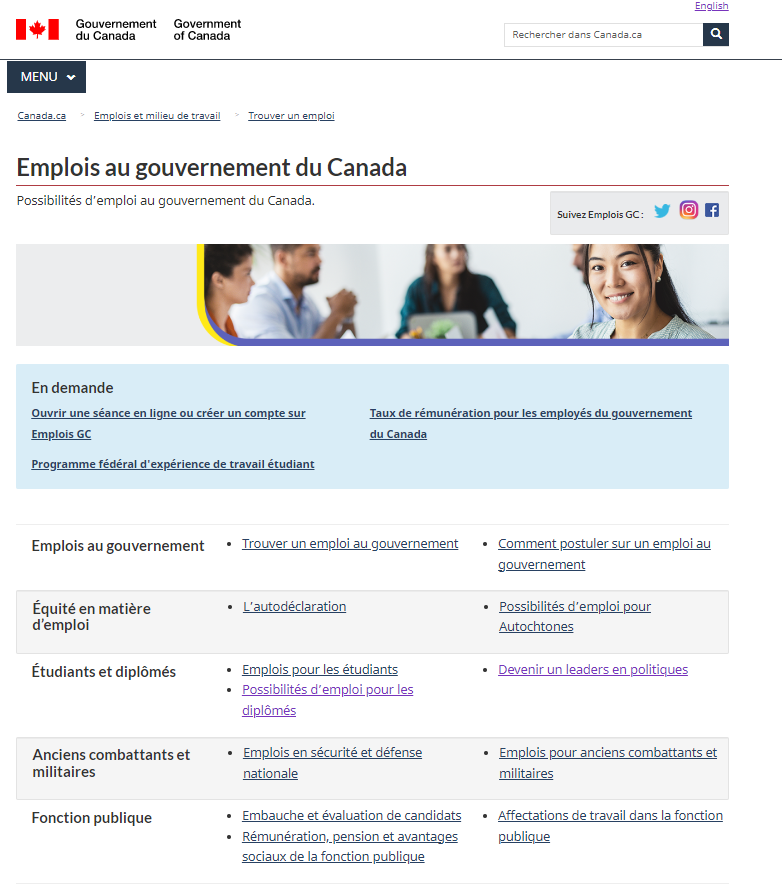 English
Gouvernement du Canada
Government of Canada
Rechercher dans Canada.ca
MENU
Canada.ca > Emplois et milieu de travail > Trouver un emploi
Emplois au gouvernement du Canada
Possibilités d’emploi au gouvernement du Canada.
Suivez Emplois GC :
En demande
Ouvrir une séance en ligne ou créer un compte sur
Emplois GC
Taux de rémunération pour les employés du gouvernement
du Canada
Programme fédéral d'expérience de travail étudiant
Emplois au gouvernement
• Trouver un emploi au gouvernement
• Comment postuler sur un emploi au
gouvernement
Équité en matière
d’emploi
• L’autodéclaration
• Possibilités d’emploi pour
Autochtones
Étudiants et diplômés
• Emplois pour les étudiants
• Possibilités d’emploi pour les
diplômés
• Devenir un leaders en politiques
Anciens combattants et
militaires
• Emplois en sécurité et défense
nationale
• Emplois pour anciens combattants et
militaires
Fonction publique
• Embauche et évaluation de candidats
• Rémunération, pension et avantages
sociaux de la fonction publique
• Affectations de travail dans la fonction
publique